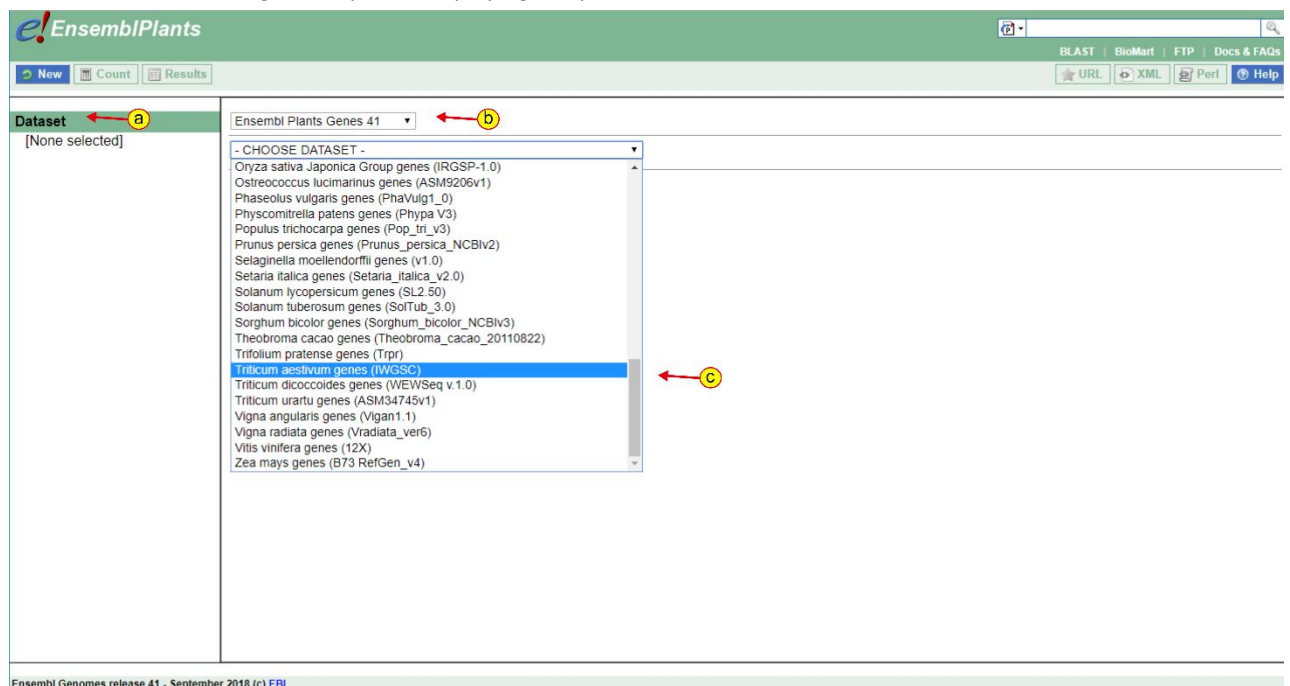 EnsemblPlants
BLAST | BioMart | FTP | Docs & FAQs
New Count Results
URL XML Perl Help
Dataset
a
[None selected]
Ensembl Plants Genes 41
b
- CHOOSE DATASET -
Oryza sativa Japonica Group genes (IRGSP-1.0)
Ostreococcus lucimarinus genes (ASM9206v1)
Phaseolus vulgaris genes (PhaVulg1_0)
Physcomitrella patens genes (Phypa V3)
Populus trichocarpa genes (Pop_tri_v3)
Prunus persica genes (Prunus_persica_NCBIv2)
Selaginella moellendorffii genes (v1.0)
Setaria italica genes (Setaria_italica_v2.0)
Solanum lycopersicum genes (SL2.50)
Solanum tuberosum genes (SolTub_3.0)
Sorghum bicolor genes (Sorghum_bicolor_NCBIv3)
Theobroma cacao genes (Theobroma_cacao_20110822)
Trifolium pratense genes (Trpr)
Triticum aestivum genes (IWGSC)
c
Triticum dicoccoides genes (WEWSeq v.1.0)
Triticum urartu genes (ASM34745v1)
Vigna angularis genes (Vigan1.1)
Vigna radiata genes (Vradiata_ver6)
Vitis vinifera genes (12X)
Zea mays genes (B73 RefGen_v4)
Ensembl Genomes release 41 - September 2018 (c) EBI